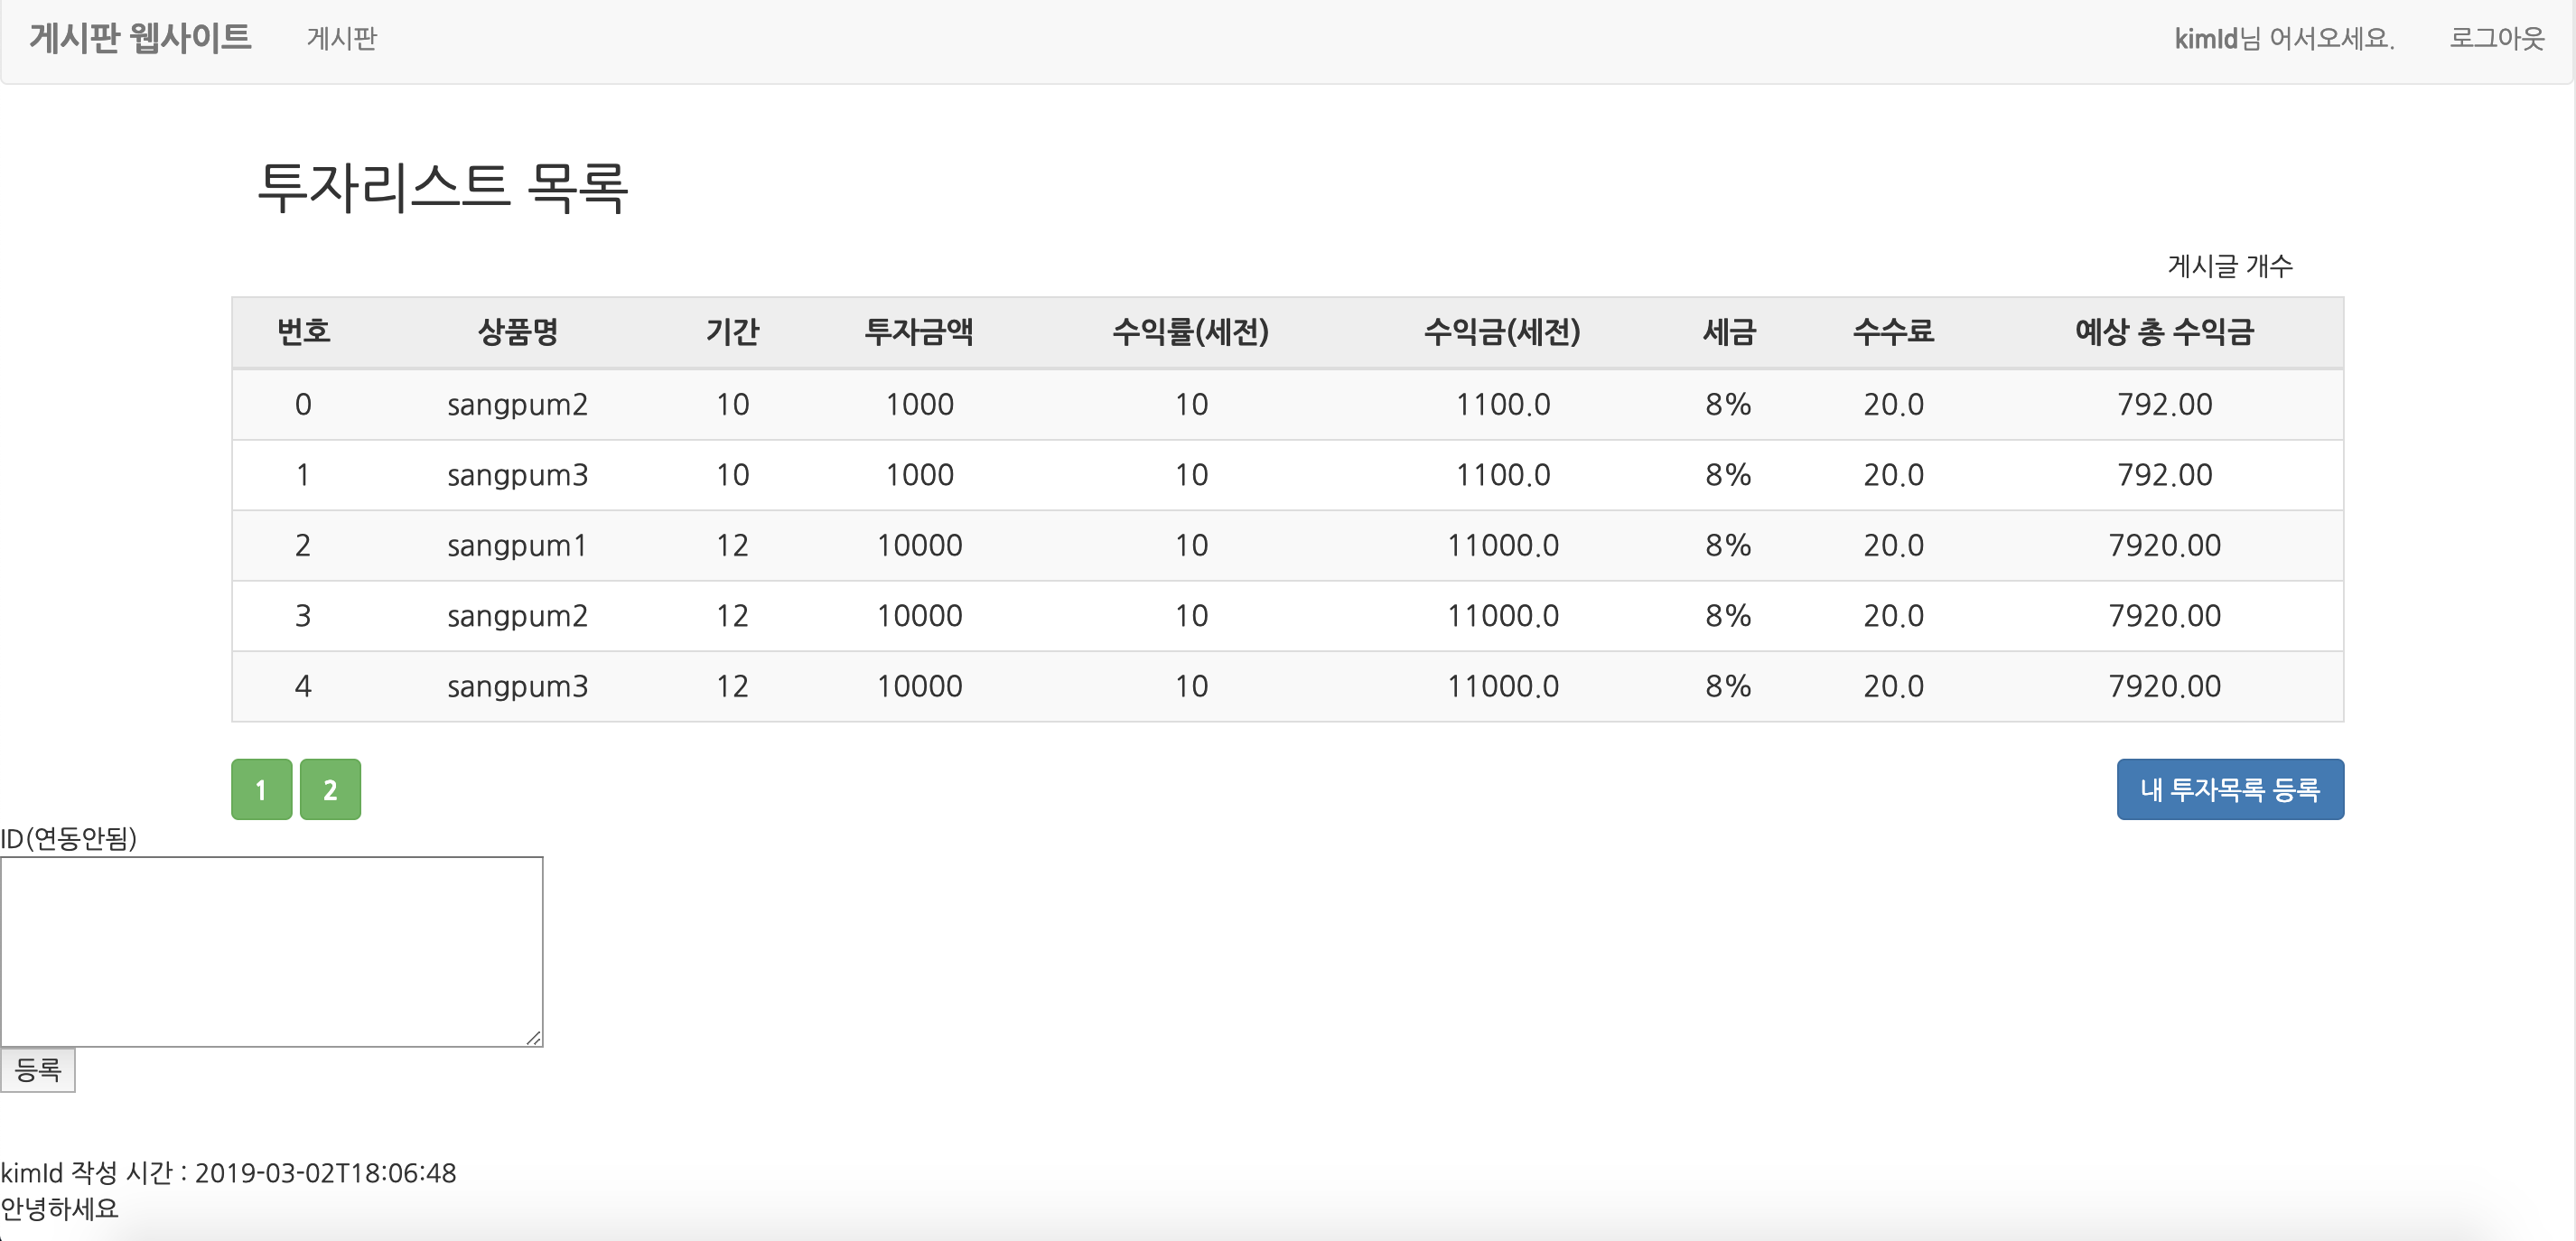 게시판 웹사이트 게시판 kimId님 어서오세요. 로그아웃
투자리스트 목록
게시글 개수
번호 상품명 기간 투자금액 수익률(세전) 수익금(세전) 세금 수수료 예상 총 수익금
0 sangpum2 10 1000 10 1100.0 8% 20.0 792.00
1 sangpum3 10 1000 10 1100.0 8% 20.0 792.00
2 sangpum1 12 10000 10 11000.0 8% 20.0 7920.00
3 sangpum2 12 10000 10 11000.0 8% 20.0 7920.00
4 sangpum3 12 10000 10 11000.0 8% 20.0 7920.00
1 2 내 투자목록 등록
ID(연동안됨)
등록
kimId 작성 시간 : 2019-03-02T18:06:48
안녕하세요